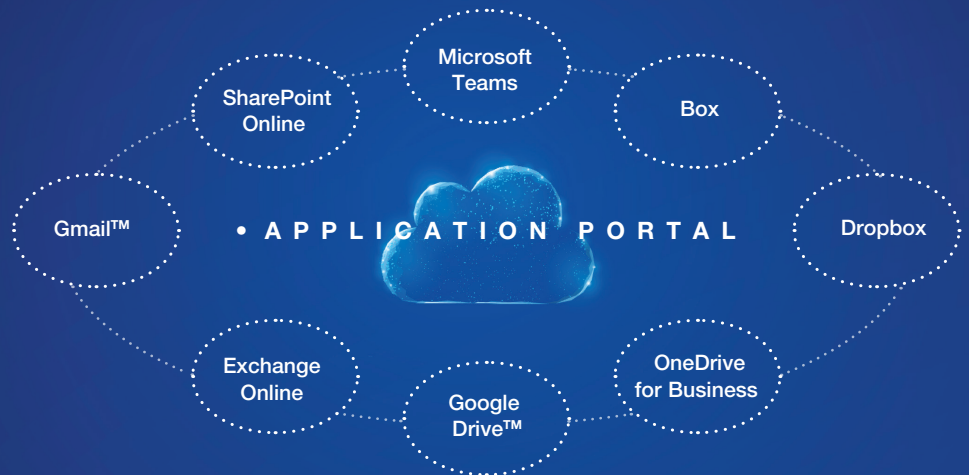 Microsoft
Teams
SharePoint
Online
Box
Gmail™
• APPLICATION PORTAL
Dropbox
Exchange
Online
Google
Drive™
OneDrive
for Business